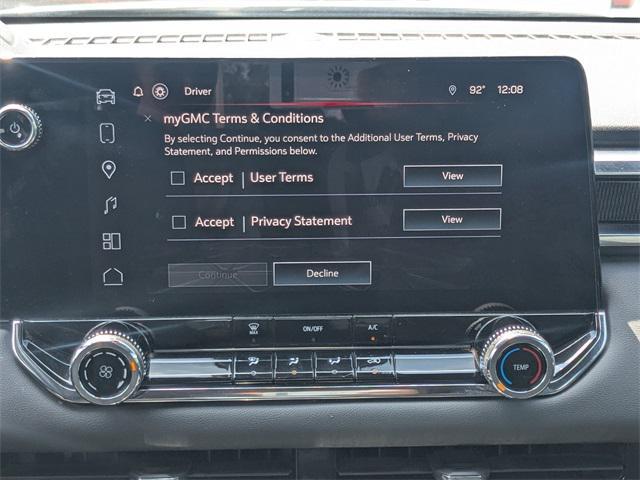 Driver 92° 12:08
myGMC Terms & Conditions
By selecting Continue, you consent to the Additional User Terms, Privacy
Statement, and Permissions below.
Accept | User Terms View
Accept | Privacy Statement View
Continue Decline
MAX ON/OFF A/C
TEMP